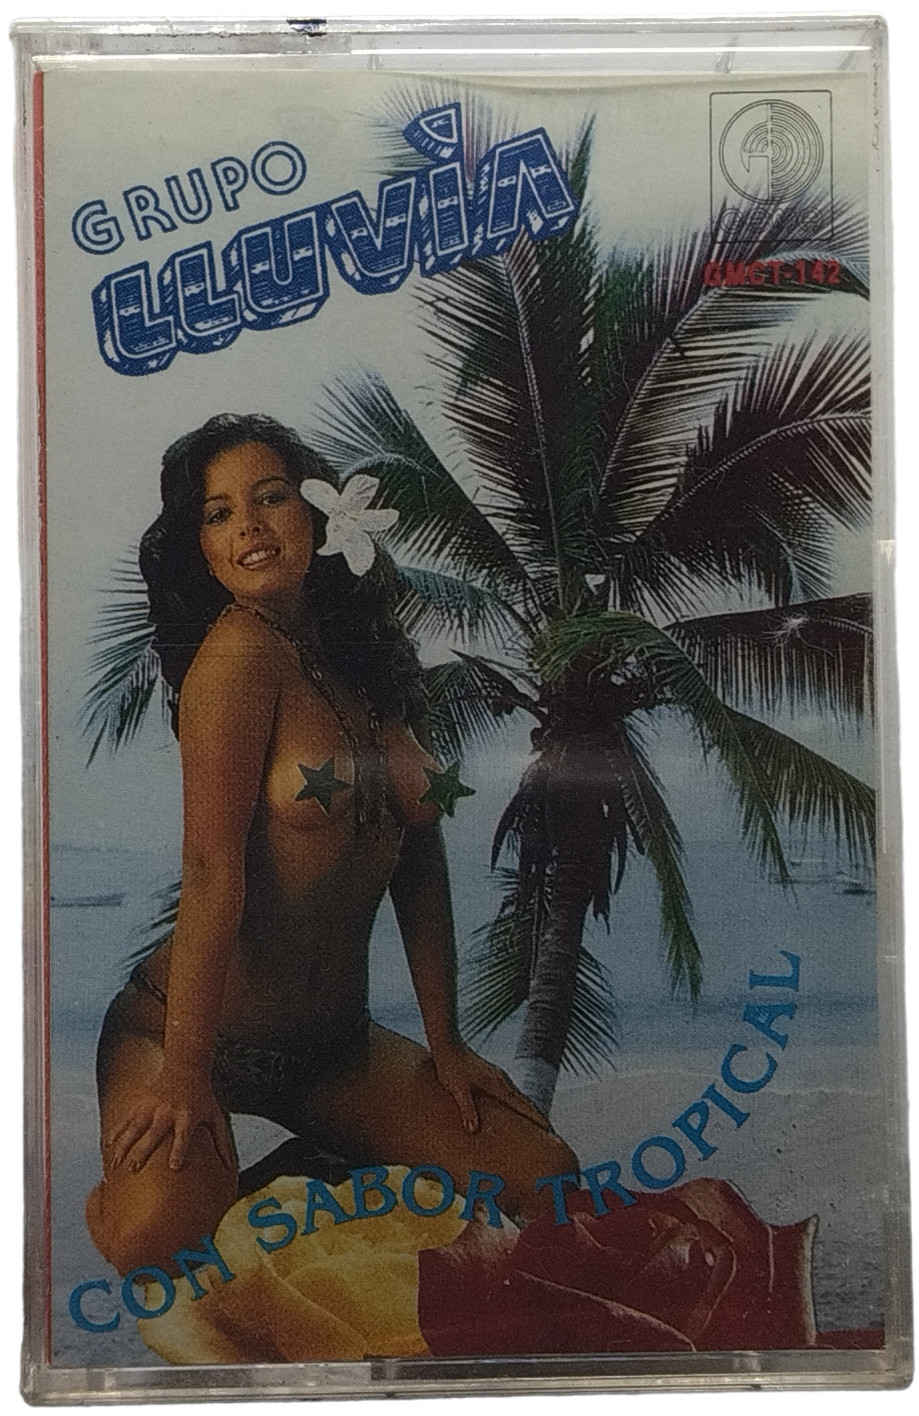 GRUPO
LLUVIA
GMCT-142
CON SABOR TROPICAL